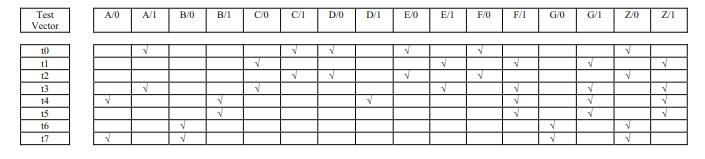 Test Vector A/0 A/1 B/0 B/1 C/0 C/1 D/0 D/1 E/0 E/1 F/0 F/1 G/0 G/1 Z/0 Z/1
t0 √ √ √ √ √ √
t1 √ √ √ √ √
t2 √ √ √ √ √
t3 √ √ √ √ √ √
t4 √ √ √ √ √ √
t5 √ √ √ √
t6 √ √ √
t7 √ √ √ √